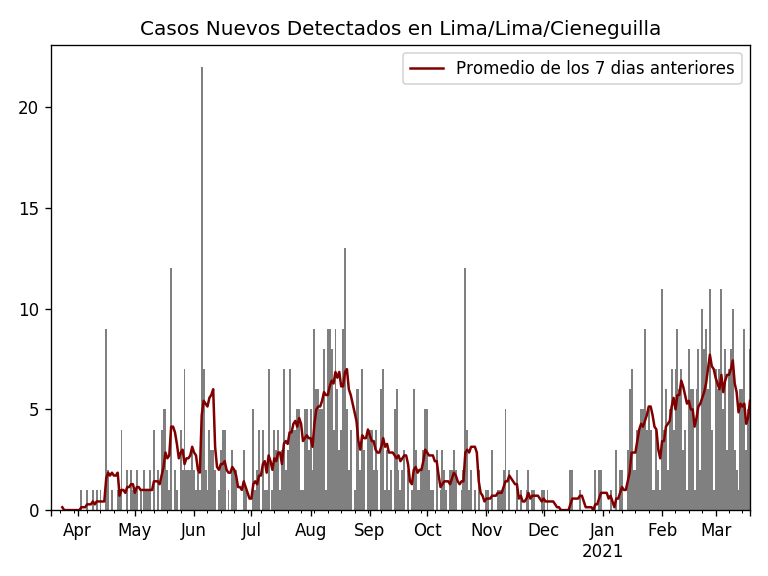 Casos Nuevos Detectados en Lima/Lima/Cieneguilla
Promedio de los 7 dias anteriores
20
15
10
5
0
Apr May Jun Jul Aug Sep Oct Nov Dec Jan Feb Mar
2021